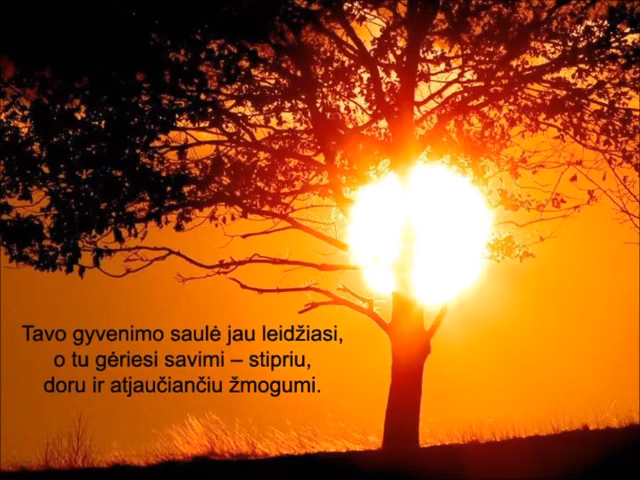 Tavo gyvenimo saulė jau leidžiasi,
o tu gėriesi savimi – stipriu,
doru ir atjaučiančiu žmogumi.